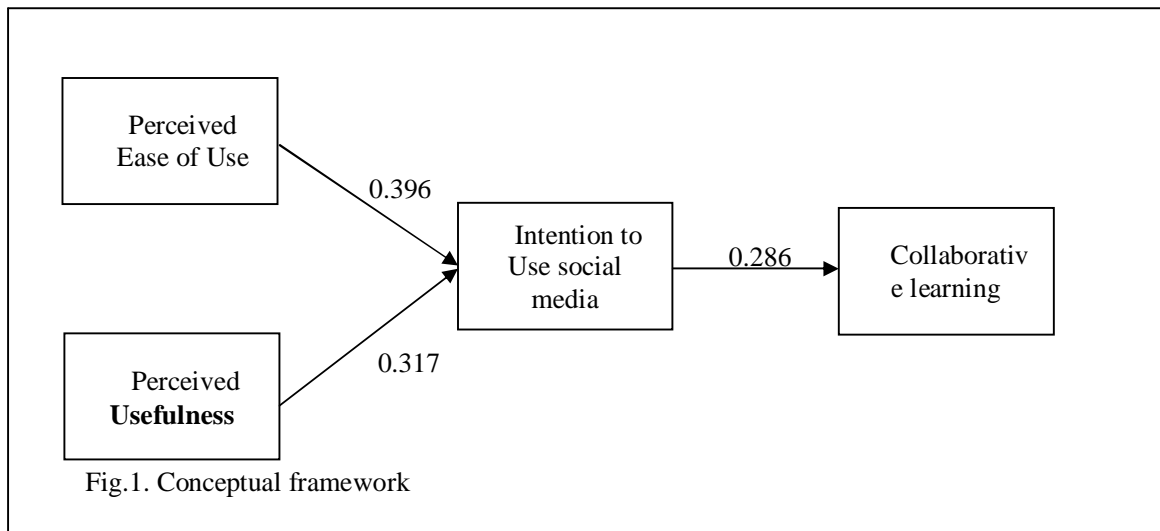 Perceived
Ease of Use
0.396
Intention to
Use social
media
0.286
Collaborativ
e learning
0.317
Perceived
Usefulness
Fig.1. Conceptual framework